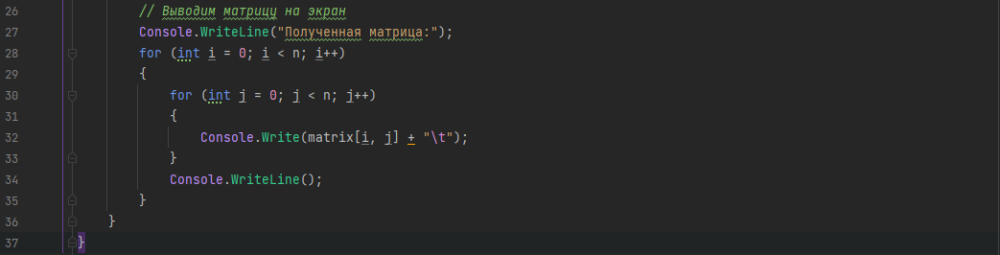 26 // Выводим матрицу на экран
27 Console.WriteLine("Полученная матрица:");
28 for (int i = 0; i < n; i++)
29 {
30 for (int j = 0; j < n; j++)
31 {
32 Console.Write(matrix[i, j] + "\t");
33 }
34 Console.WriteLine();
35 }
36 }
37 }